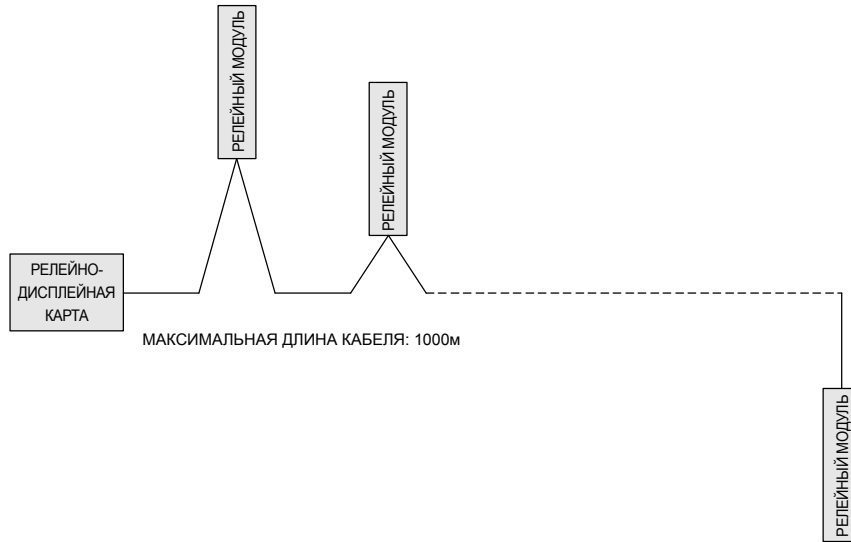 РЕЛЕЙНЫЙ МОДУЛЬ
РЕЛЕЙНЫЙ МОДУЛЬ
РЕЛЕЙНО-
ДИСПЛЕЙНАЯ
КАРТА
МАКСИМАЛЬНАЯ ДЛИНА КАБЕЛЯ: 1000м
РЕЛЕЙНЫЙ МОДУЛЬ